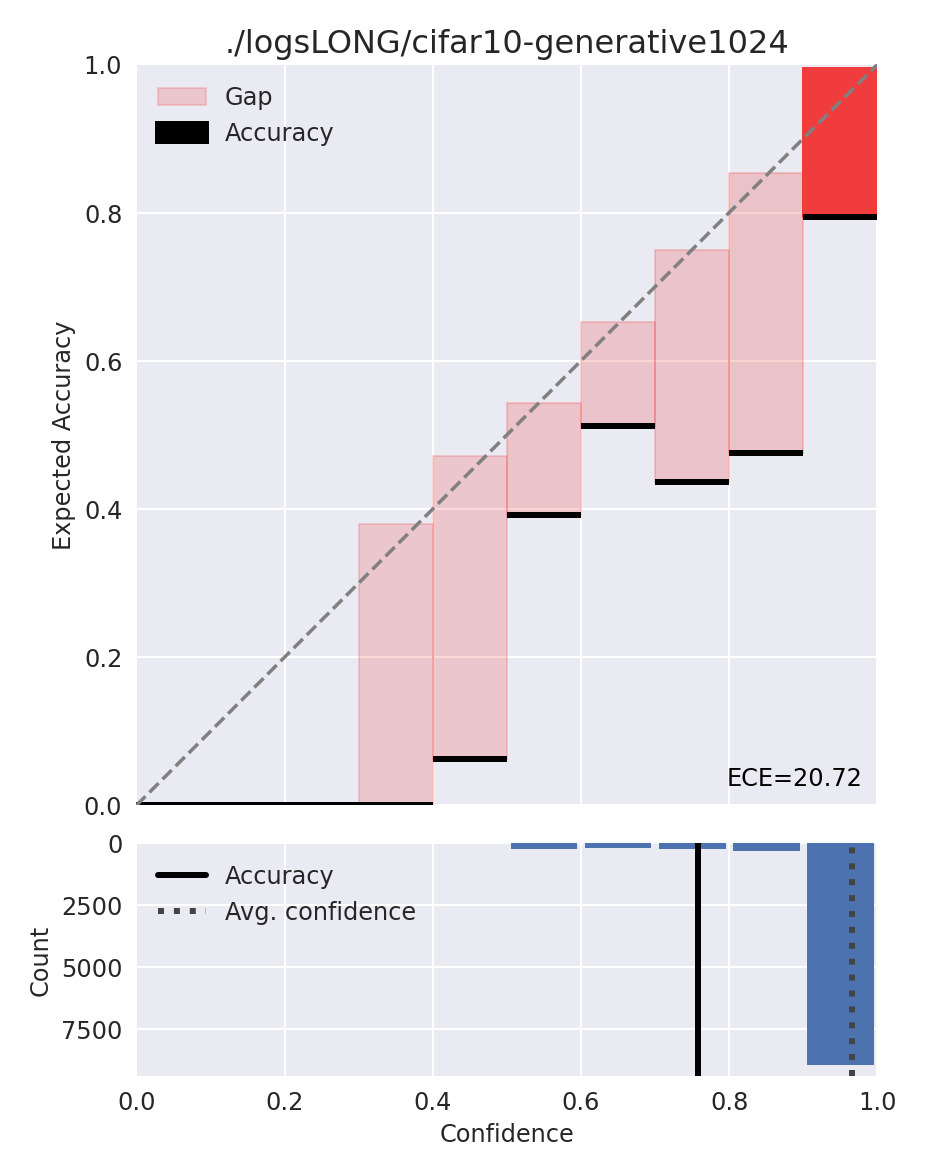 ./logsLONG/cifar10-generative1024
1.0
Gap
Accuracy
0.8
0.6
Expected Accuracy
0.4
0.2
ECE=20.72
0.0
0
Accuracy
2500
Avg. confidence
Count
5000
7500
0.0 0.2 0.4 0.6 0.8 1.0
Confidence